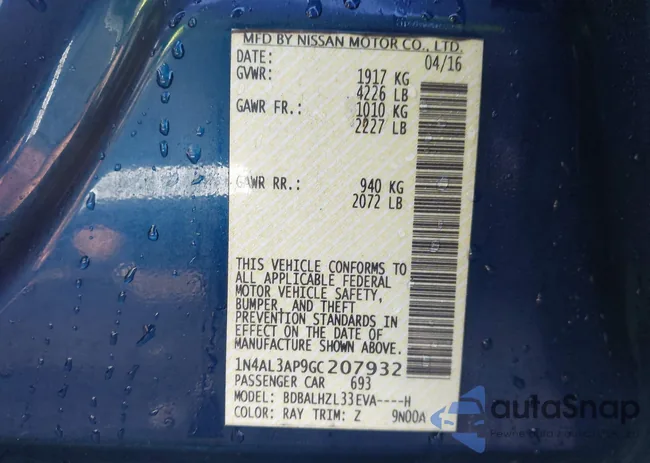 MFD BY NISSAN MOTOR CO., LTD.
DATE: 04/16
GVWR: 1917 KG
4226 LB
GAWR FR.: 1010 KG
2227 LB
GAWR RR.: 940 KG
2072 LB
THIS VEHICLE CONFORMS TO
ALL APPLICABLE FEDERAL
MOTOR VEHICLE SAFETY,
BUMPER, AND THEFT
PREVENTION STANDARDS IN
EFFECT ON THE DATE OF
MANUFACTURE SHOWN ABOVE.
1N4AL3AP9GC207932
PASSENGER CAR 693
MODEL: BDBALHZL33EVA----H
COLOR: RAY TRIM: Z 9N00A
autoSnap